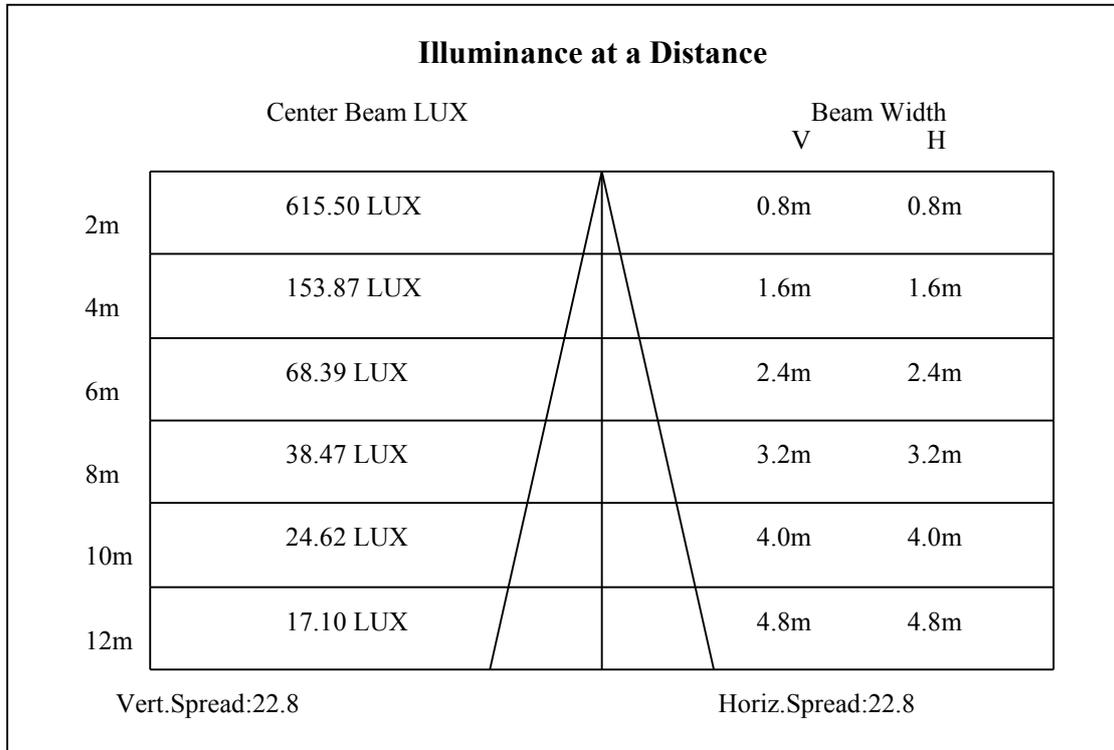 Illuminance at a Distance
Center Beam LUX Beam Width
V H
2m 615.50 LUX 0.8m 0.8m
4m 153.87 LUX 1.6m 1.6m
6m 68.39 LUX 2.4m 2.4m
8m 38.47 LUX 3.2m 3.2m
10m 24.62 LUX 4.0m 4.0m
12m 17.10 LUX 4.8m 4.8m
Vert.Spread:22.8 Horiz.Spread:22.8